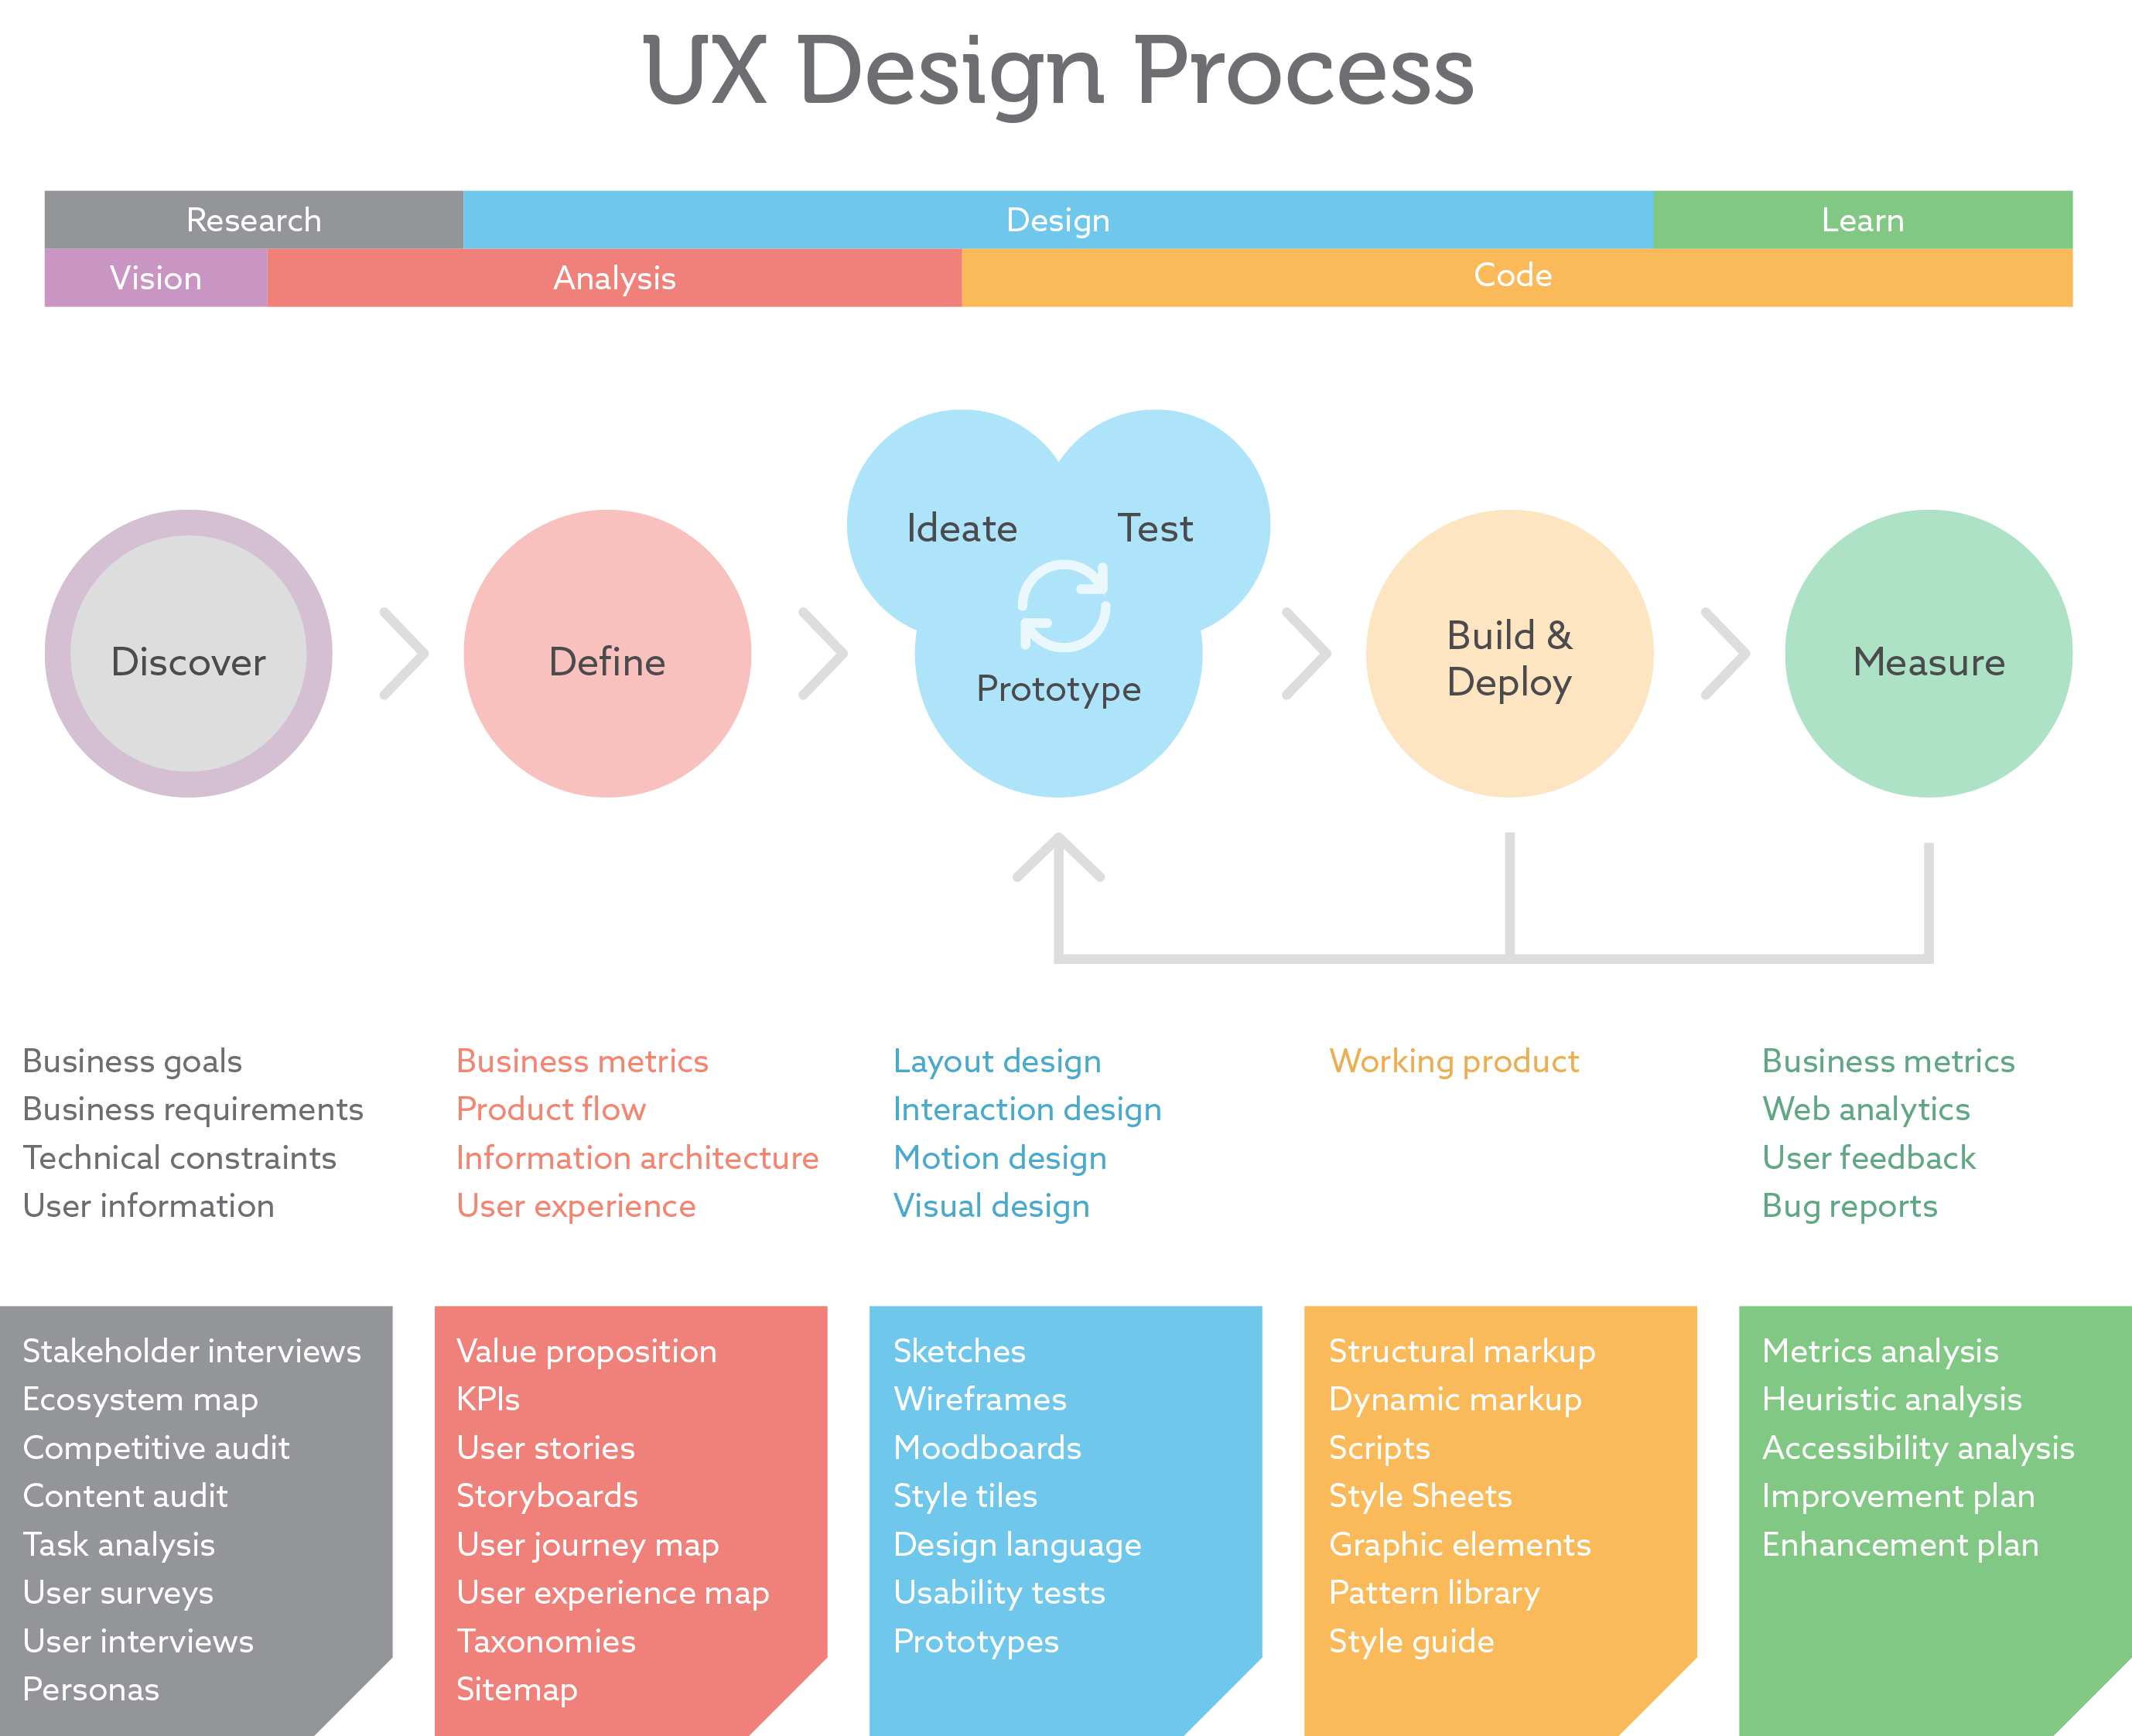 UX Design Process
Research
Design
Learn
Vision
Analysis
Code
Discover
Define
Ideate
Test
Prototype
Build &
Deploy
Measure
Business goals
Business requirements
Technical constraints
User information
Business metrics
Product flow
Information architecture
User experience
Layout design
Interaction design
Motion design
Visual design
Working product
Business metrics
Web analytics
User feedback
Bug reports
Stakeholder interviews
Ecosystem map
Competitive audit
Content audit
Task analysis
User surveys
User interviews
Personas
Value proposition
KPIs
User stories
Storyboards
User journey map
User experience map
Taxonomies
Sitemap
Sketches
Wireframes
Moodboards
Style tiles
Design language
Usability tests
Prototypes
Structural markup
Dynamic markup
Scripts
Style Sheets
Graphic elements
Pattern library
Style guide
Metrics analysis
Heuristic analysis
Accessibility analysis
Improvement plan
Enhancement plan